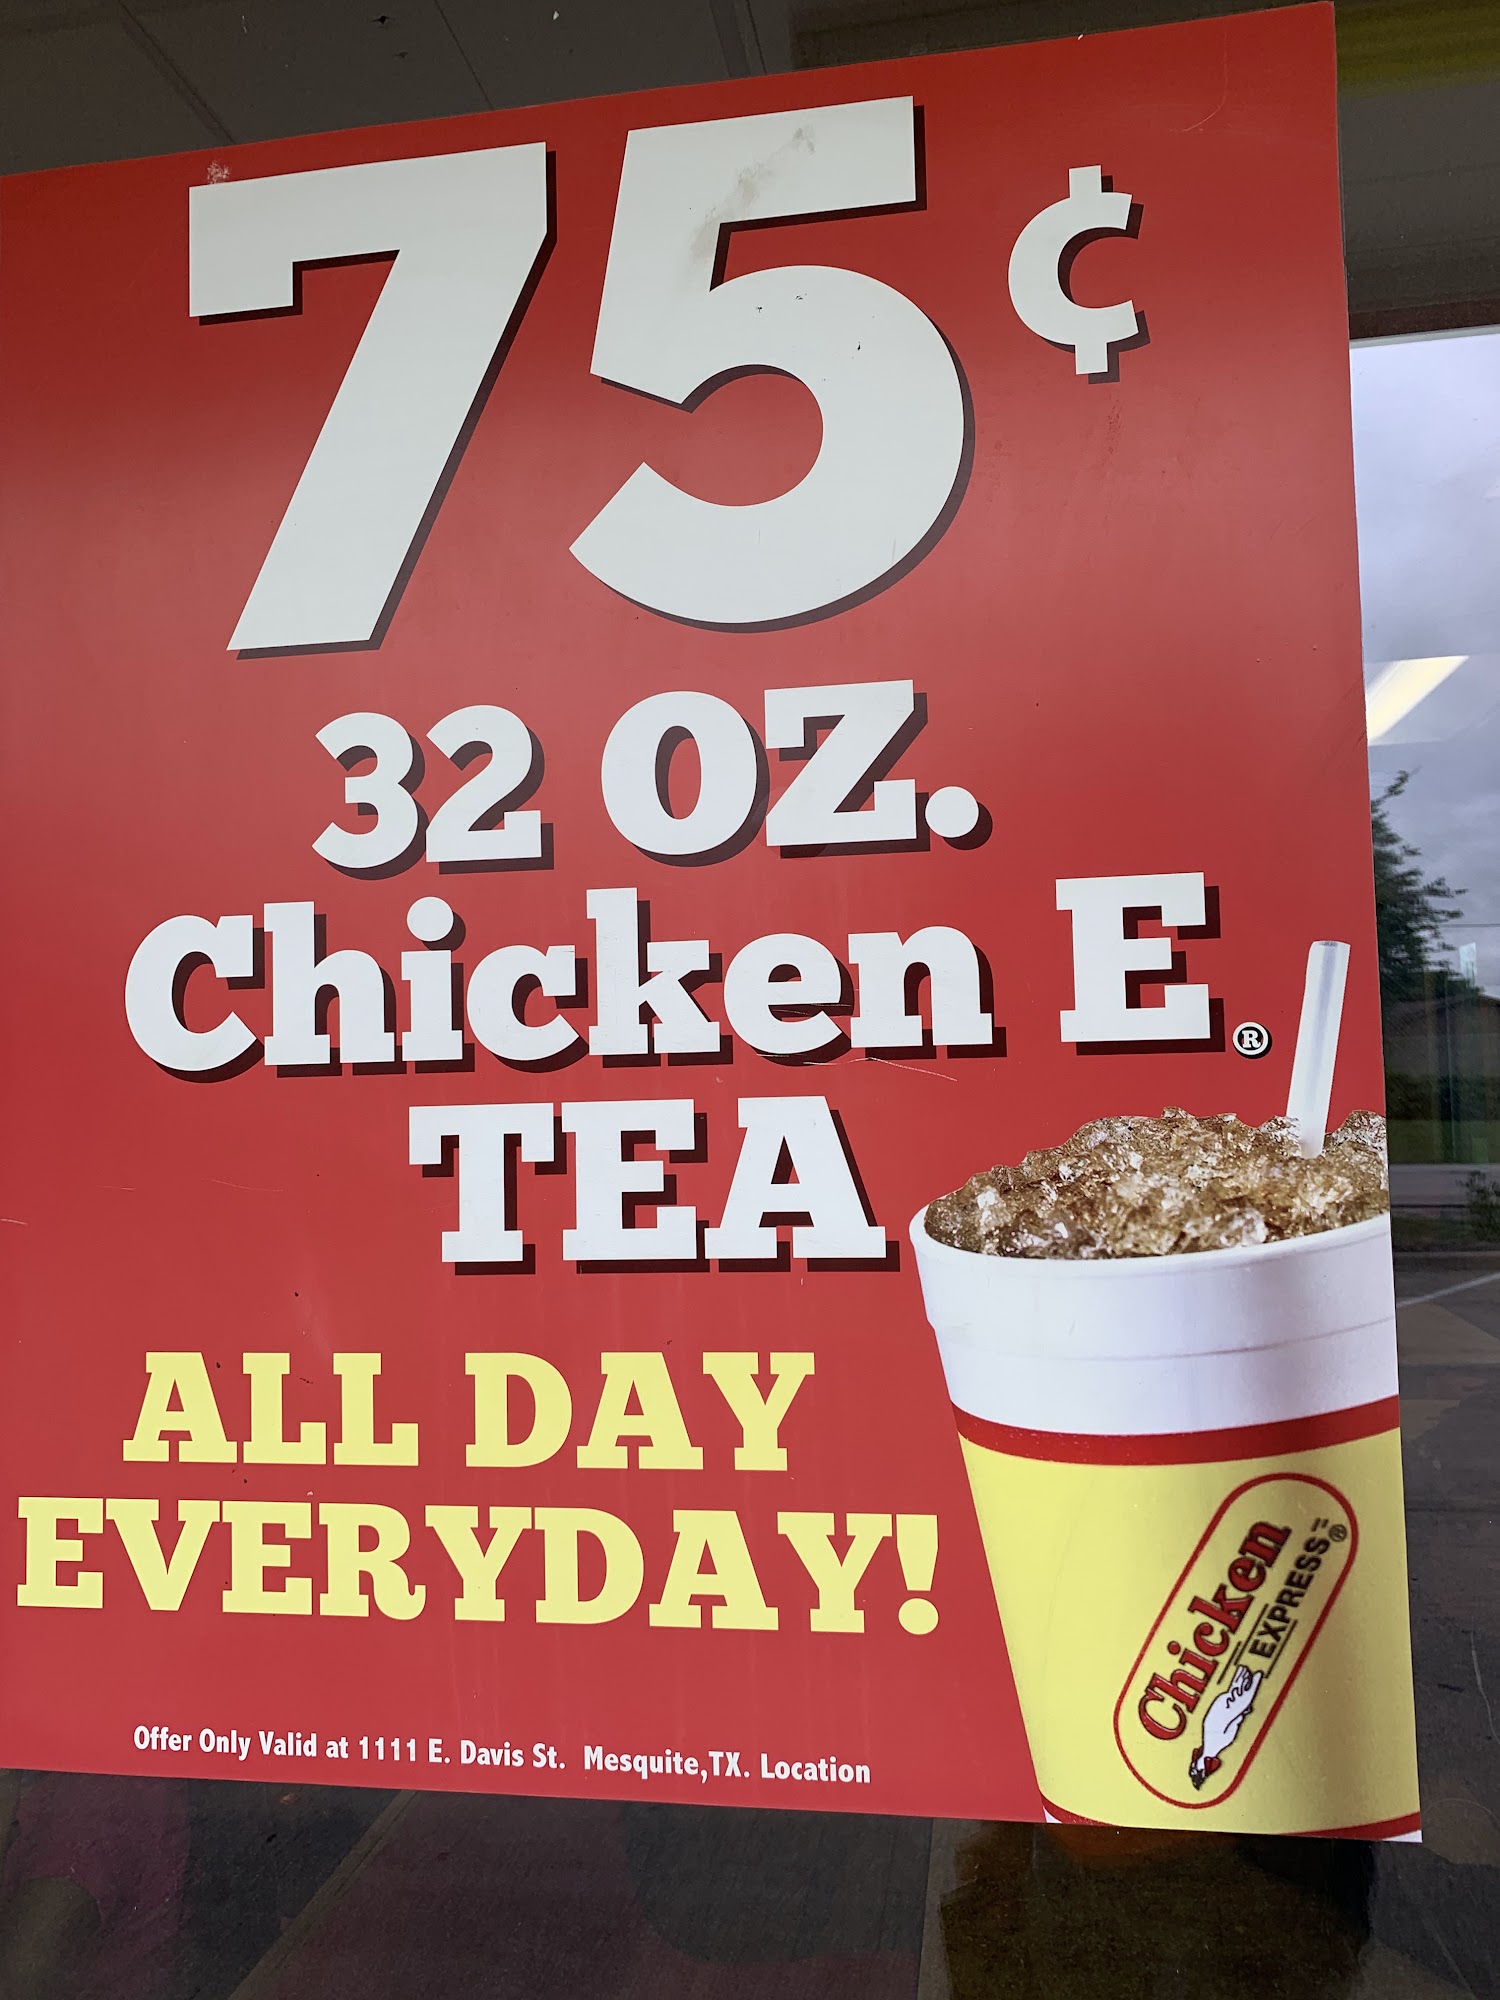 75¢
32 OZ.
Chicken E.®
TEA
ALL DAY
EVERYDAY!
Offer Only Valid at 1111 E. Davis St. Mesquite,TX. Location
Chicken
EXPRESS®